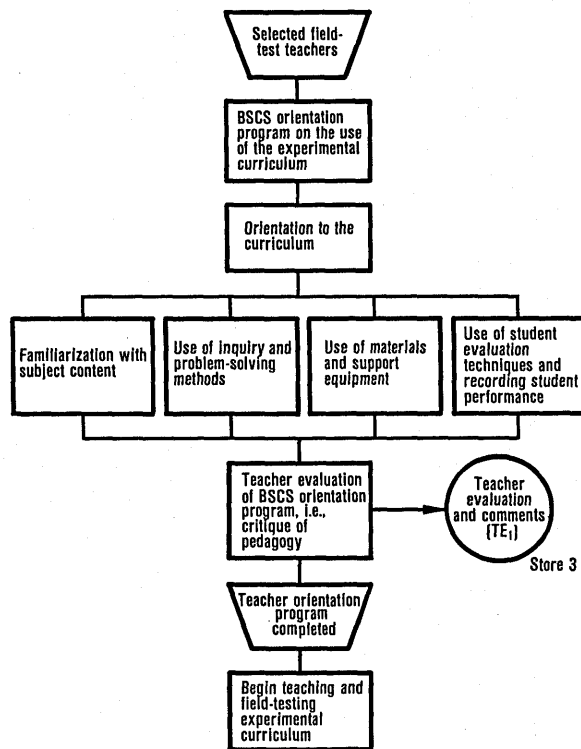 Selected field-
test teachers
BSCS orientation
program on the use
of the experimental
curriculum
Orientation to the
curriculum
Familiarization with
subject content
Use of inquiry and
problem-solving
methods
Use of materials
and support
equipment
Use of student
evaluation
techniques and
recording student
performance
Teacher evaluation
of BSCS orientation
program, i.e.,
critique of
pedagogy
Teacher
evaluation
and comments
(TE₁)
Store 3
Teacher orientation
program
completed
Begin teaching and
field-testing
experimental
curriculum